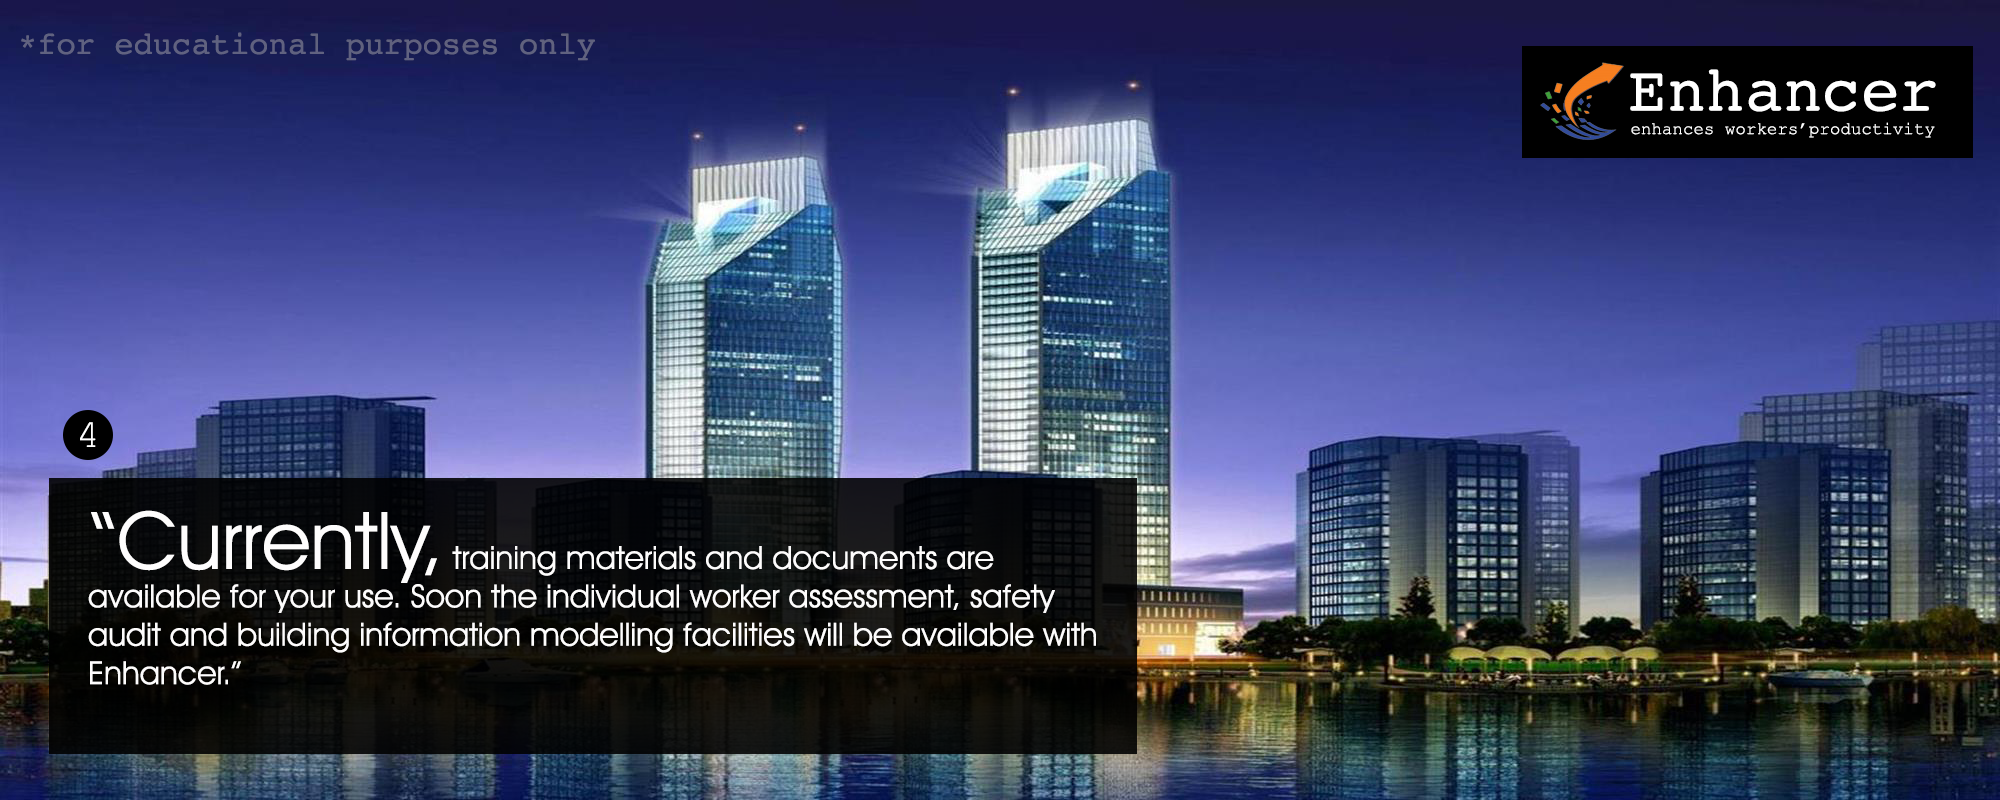 *for educational purposes only
Enhancer
enhances workers'productivity
4
“Currently, training materials and documents are
available for your use. Soon the individual worker assessment, safety
audit and building information modelling facilities will be available with
Enhancer.”